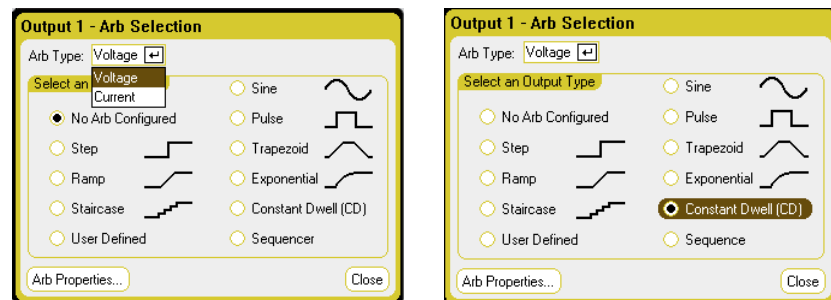 Output 1 - Arb Selection
Arb Type: Voltage
Voltage
Current
Select an
No Arb Configured
Step
Ramp
Staircase
User Defined
Sine
Pulse
Trapezoid
Exponential
Constant Dwell (CD)
Sequencer
Arb Properties...
Close
Output 1 - Arb Selection
Arb Type: Voltage
Select an Output Type
No Arb Configured
Step
Ramp
Staircase
User Defined
Sine
Pulse
Trapezoid
Exponential
Constant Dwell (CD)
Sequence
Arb Properties...
Close